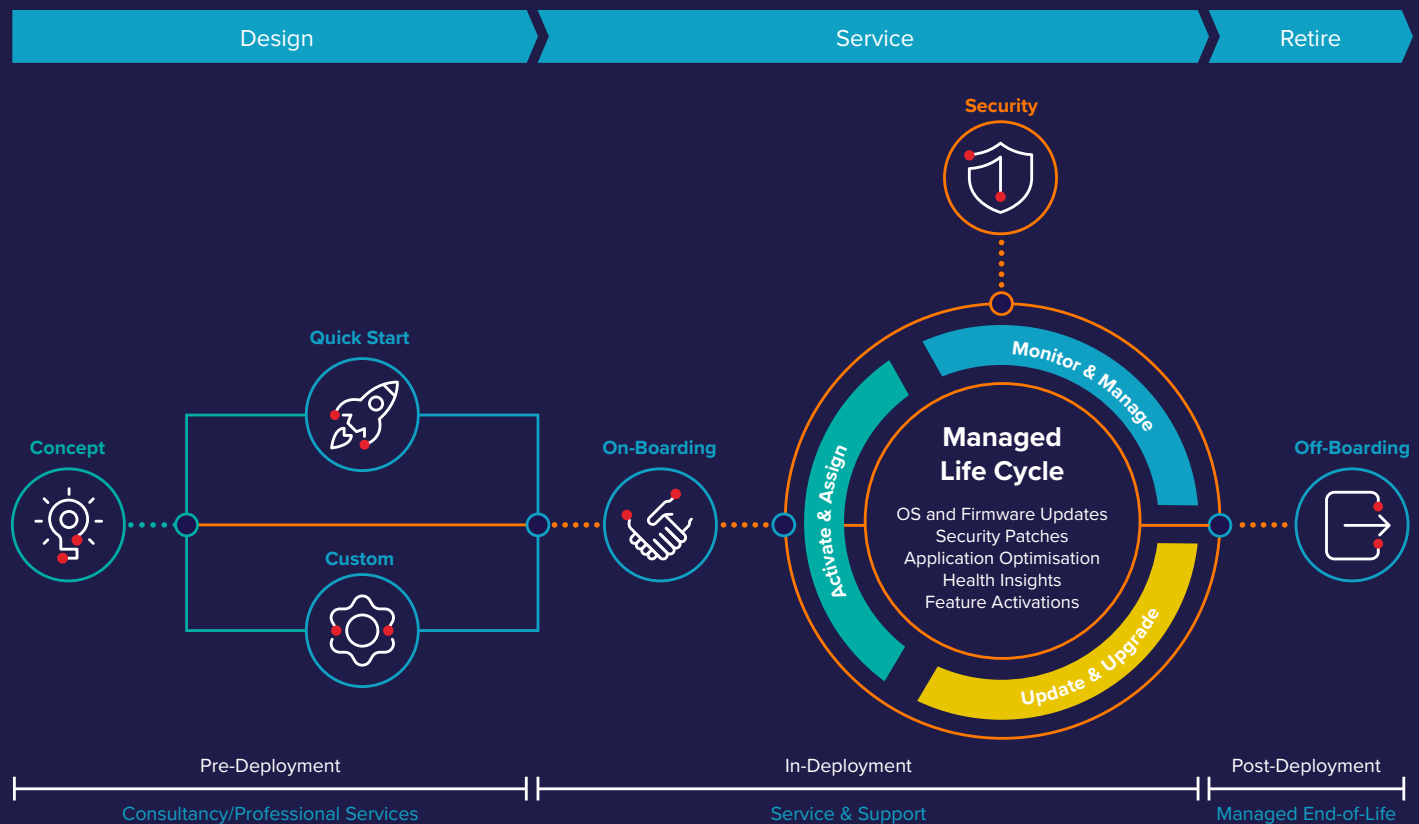 Design
Service
Retire
Security
Quick Start
Concept
Custom
On-Boarding
Activate & Assign
Monitor & Manage
Update & Upgrade
Managed
Life Cycle
OS and Firmware Updates
Security Patches
Application Optimisation
Health Insights
Feature Activations
Off-Boarding
Pre-Deployment
In-Deployment
Post-Deployment
Consultancy/Professional Services
Service & Support
Managed End-of-Life